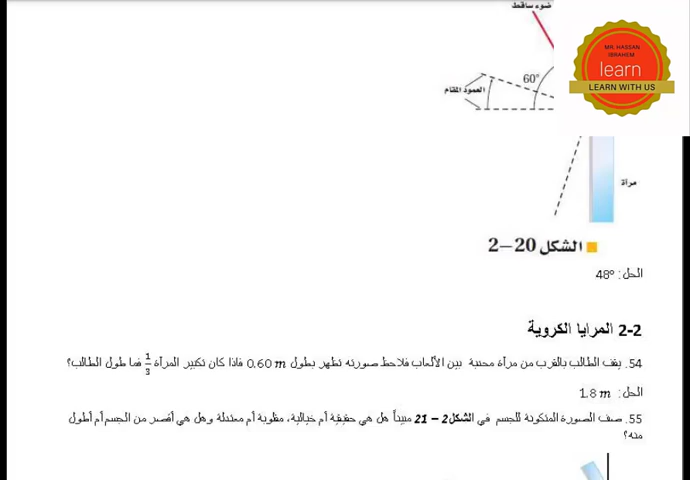 ضوء ساقط
MR. HASSAN
IBRAHEM
learn
LEARN WITH US
60°
العمود المقام
مرآة
الشكل 20–2
الحل: 48°
2-2 المرايا الكروية
54. يقف الطالب بالقرب من مرآة محدبة بين الألعاب فلاحظ صورته تظهر بطول 0.60 m فاذا كان تكبير المرآة 1/3 فما طول الطالب؟
الحل: 1.8 m
55. صف الصورة المتكونة للجسم في الشكل 2 – 21 مبيناً هل هي حقيقية أم خيالية، مقلوبة أم معتدلة وهل هي أقصر من الجسم أم أطول
منه؟